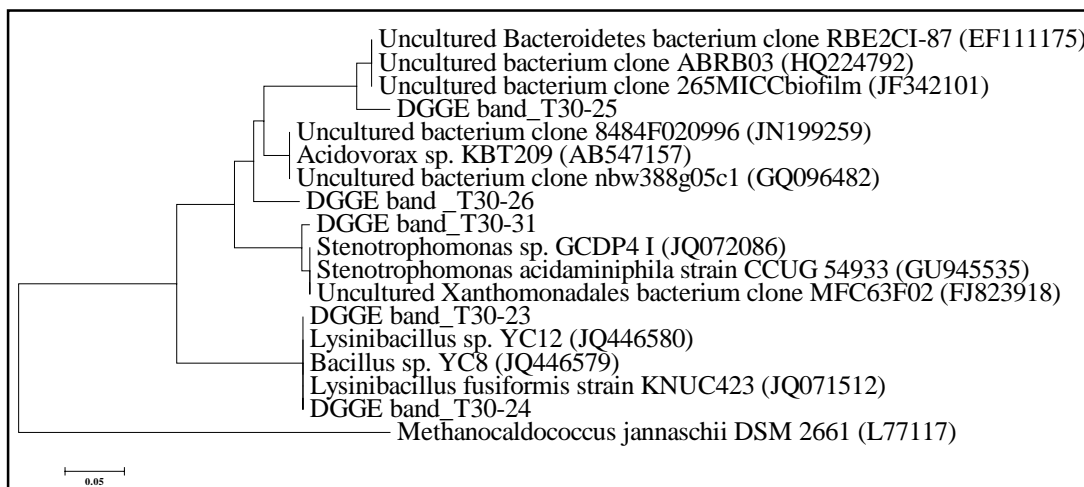 Uncultured Bacteroidetes bacterium clone RBE2CI-87 (EF111175)
Uncultured bacterium clone ABRB03 (HQ224792)
Uncultured bacterium clone 265MICCbiofilm (JF342101)
DGGE band_T30-25
Uncultured bacterium clone 8484F020996 (JN199259)
Acidovorax sp. KBT209 (AB547157)
Uncultured bacterium clone nbw388g05c1 (GQ096482)
DGGE band _T30-26
DGGE band_T30-31
Stenotrophomonas sp. GCDP4 I (JQ072086)
Stenotrophomonas acidaminiphila strain CCUG 54933 (GU945535)
Uncultured Xanthomonadales bacterium clone MFC63F02 (FJ823918)
DGGE band_T30-23
Lysinibacillus sp. YC12 (JQ446580)
Bacillus sp. YC8 (JQ446579)
Lysinibacillus fusiformis strain KNUC423 (JQ071512)
DGGE band_T30-24
Methanocaldococcus jannaschii DSM 2661 (L77117)
0.05